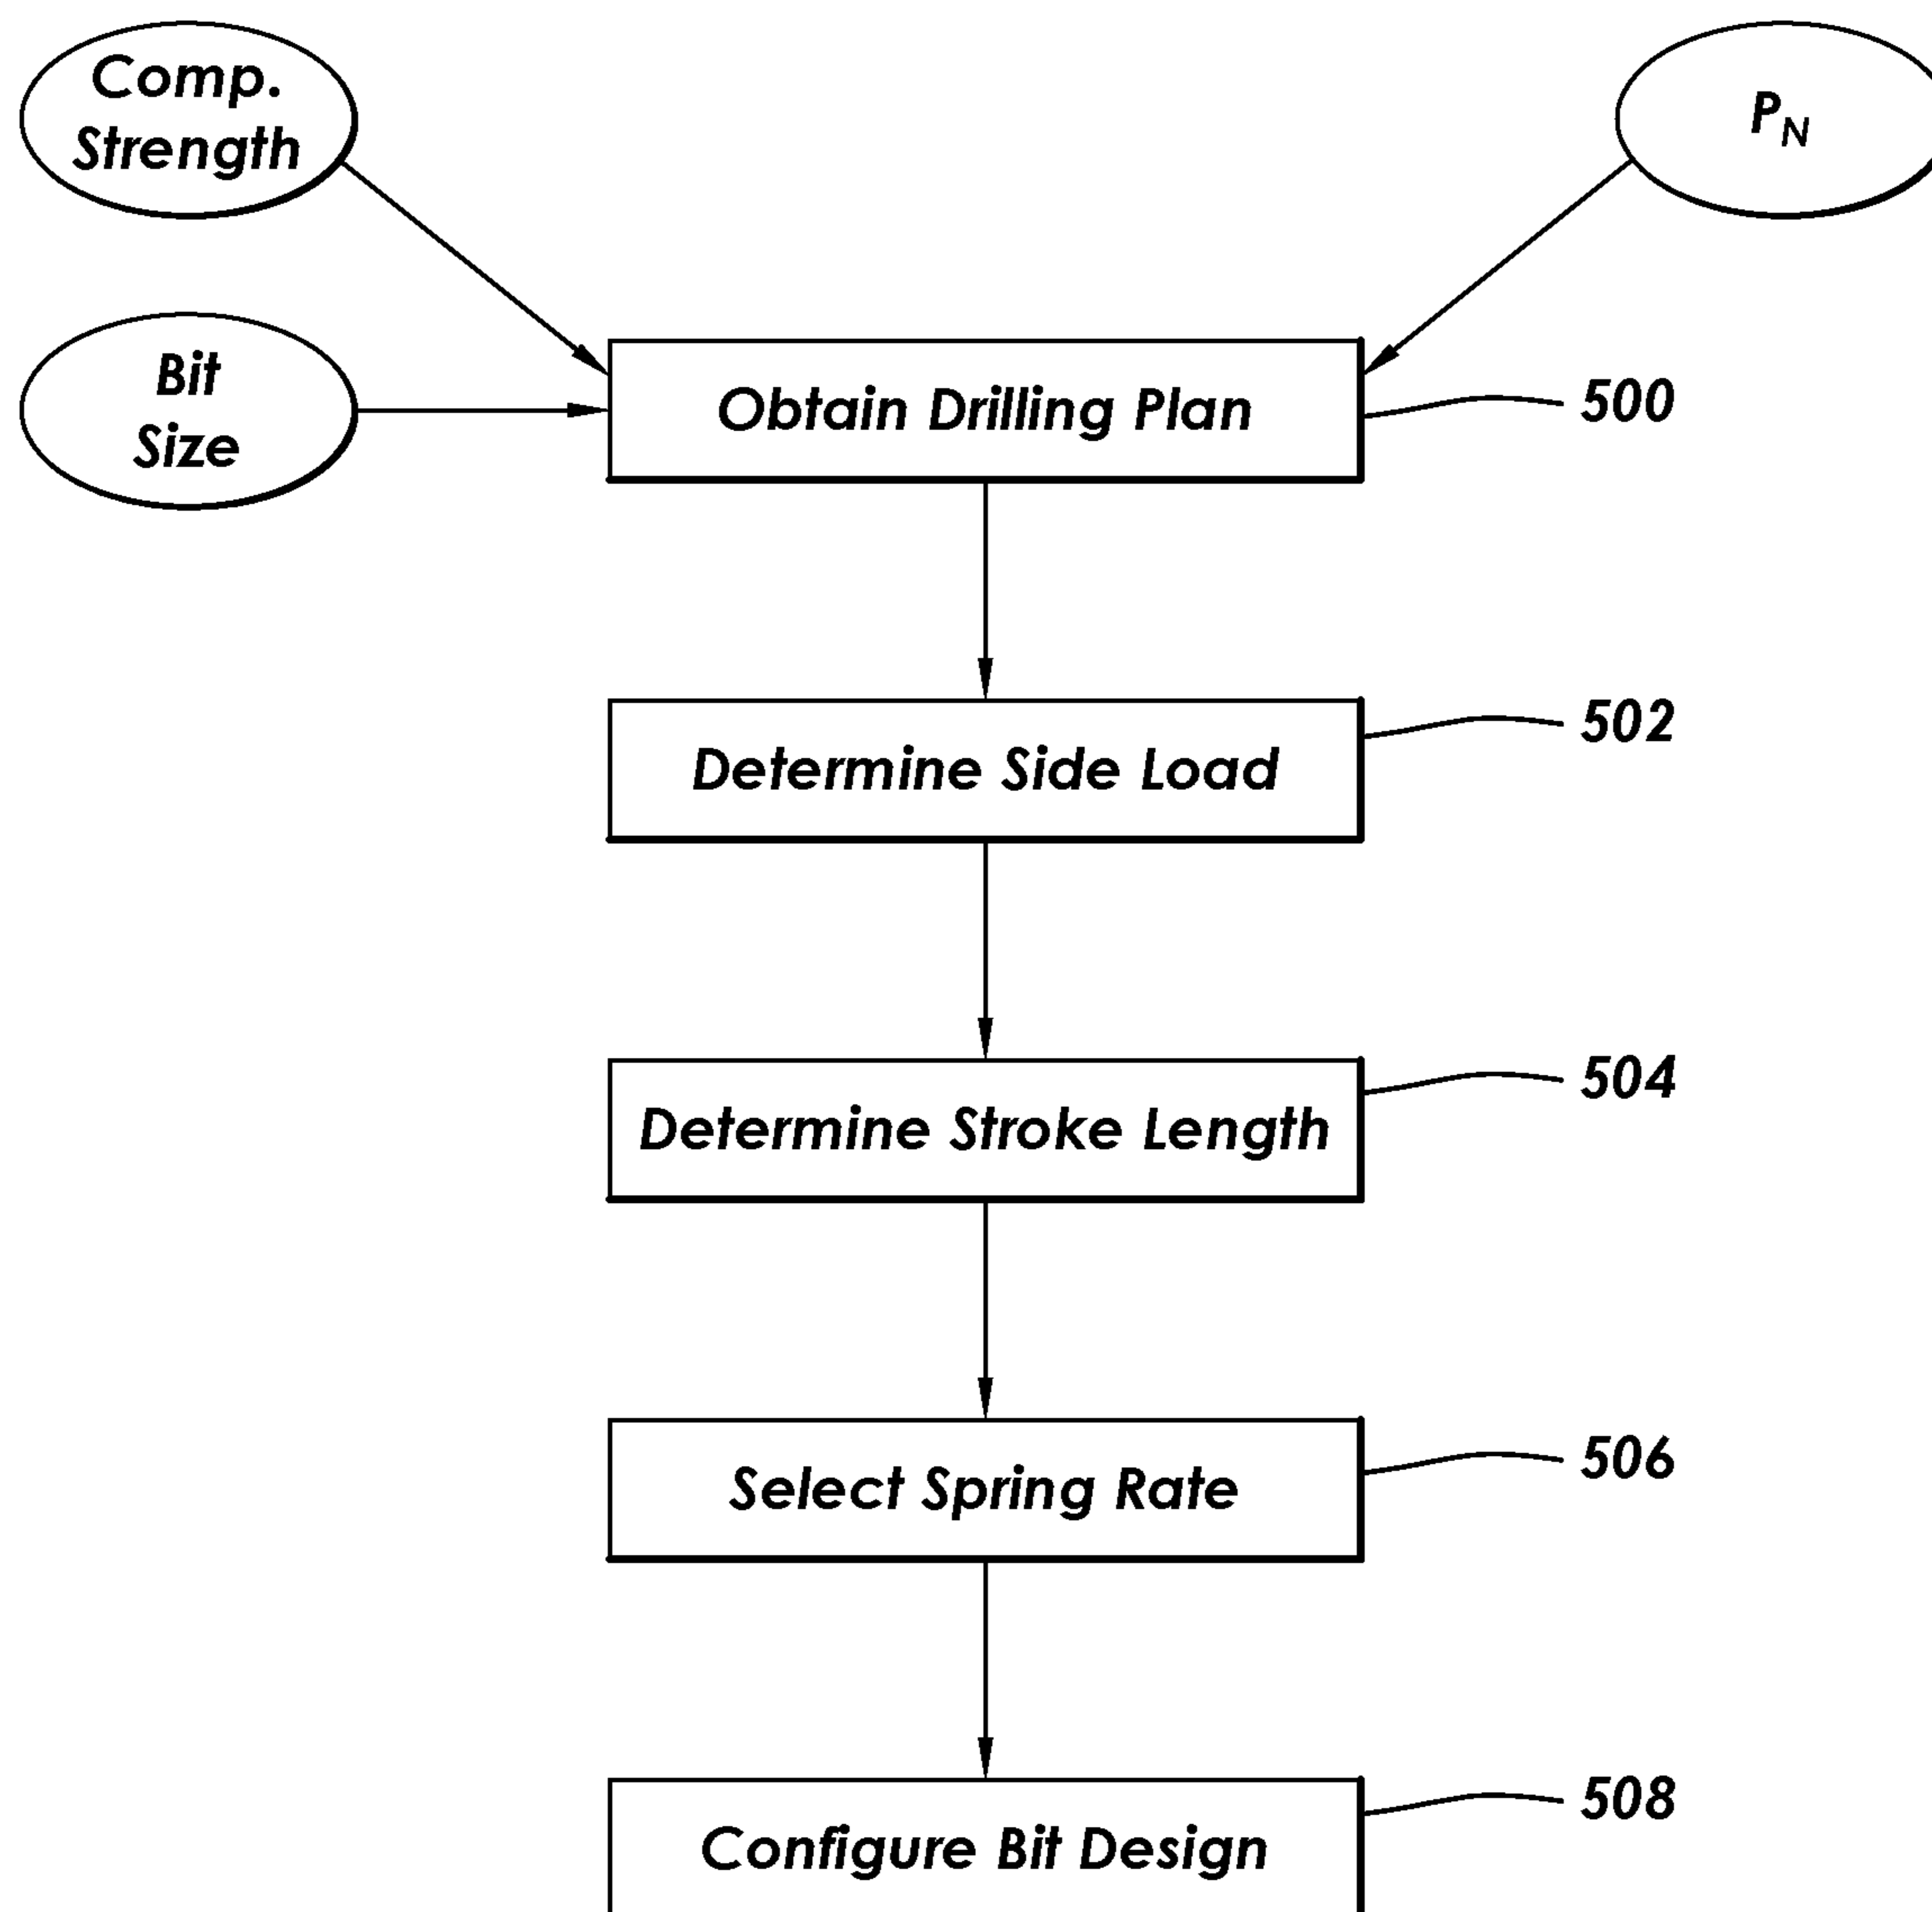 Comp.
Strength
P_N
Bit
Size
Obtain Drilling Plan
500
Determine Side Load
502
Determine Stroke Length
504
Select Spring Rate
506
Configure Bit Design
508